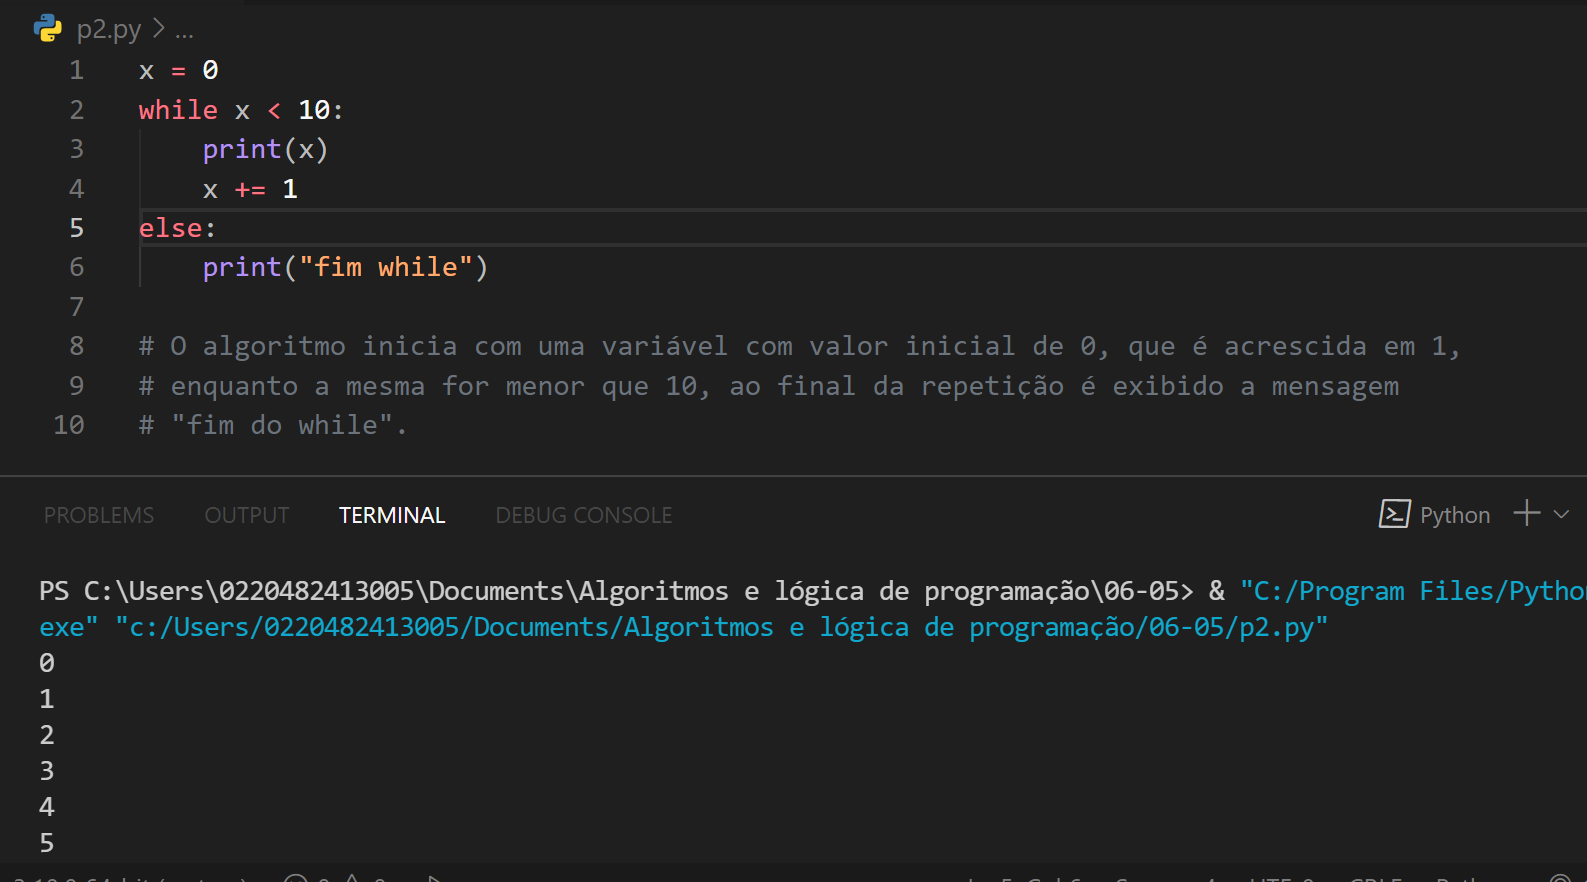 p2.py > ...
1 x = 0
2 while x < 10:
3     print(x)
4     x += 1
5 else:
6     print("fim while")
7
8 # O algoritmo inicia com uma variável com valor inicial de 0, que é acrescida em 1,
9 # enquanto a mesma for menor que 10, ao final da repetição é exibido a mensagem
10 # "fim do while".
PROBLEMS OUTPUT TERMINAL DEBUG CONSOLE Python
PS C:\Users\0220482413005\Documents\Algoritmos e lógica de programação\06-05> & "C:/Program Files/Pytho
exe" "c:/Users/0220482413005/Documents/Algoritmos e lógica de programação/06-05/p2.py"
0
1
2
3
4
5